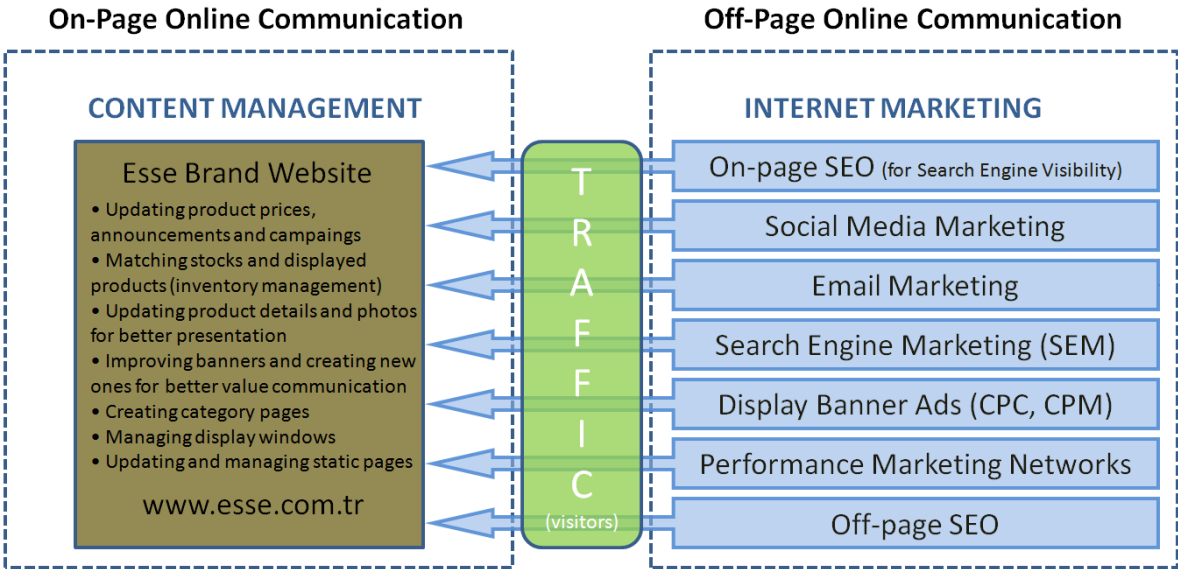 On-Page Online Communication
CONTENT MANAGEMENT
Esse Brand Website
• Updating product prices,
announcements and campaings
• Matching stocks and displayed
products (inventory management)
• Updating product details and photos
for better presentation
• Improving banners and creating new
ones for better value communication
• Creating category pages
• Managing display windows
• Updating and managing static pages
www.esse.com.tr
T
R
A
F
F
I
C
(visitors)
Off-Page Online Communication
INTERNET MARKETING
On-page SEO (for Search Engine Visibility)
Social Media Marketing
Email Marketing
Search Engine Marketing (SEM)
Display Banner Ads (CPC, CPM)
Performance Marketing Networks
Off-page SEO